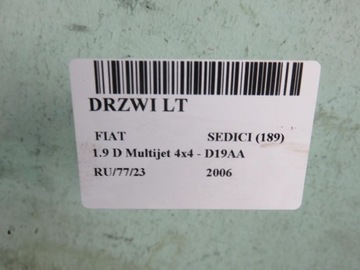 DRZWI LT
FIAT SEDICI (189)
1.9 D Multijet 4x4 - D19AA
RU/77/23 2006